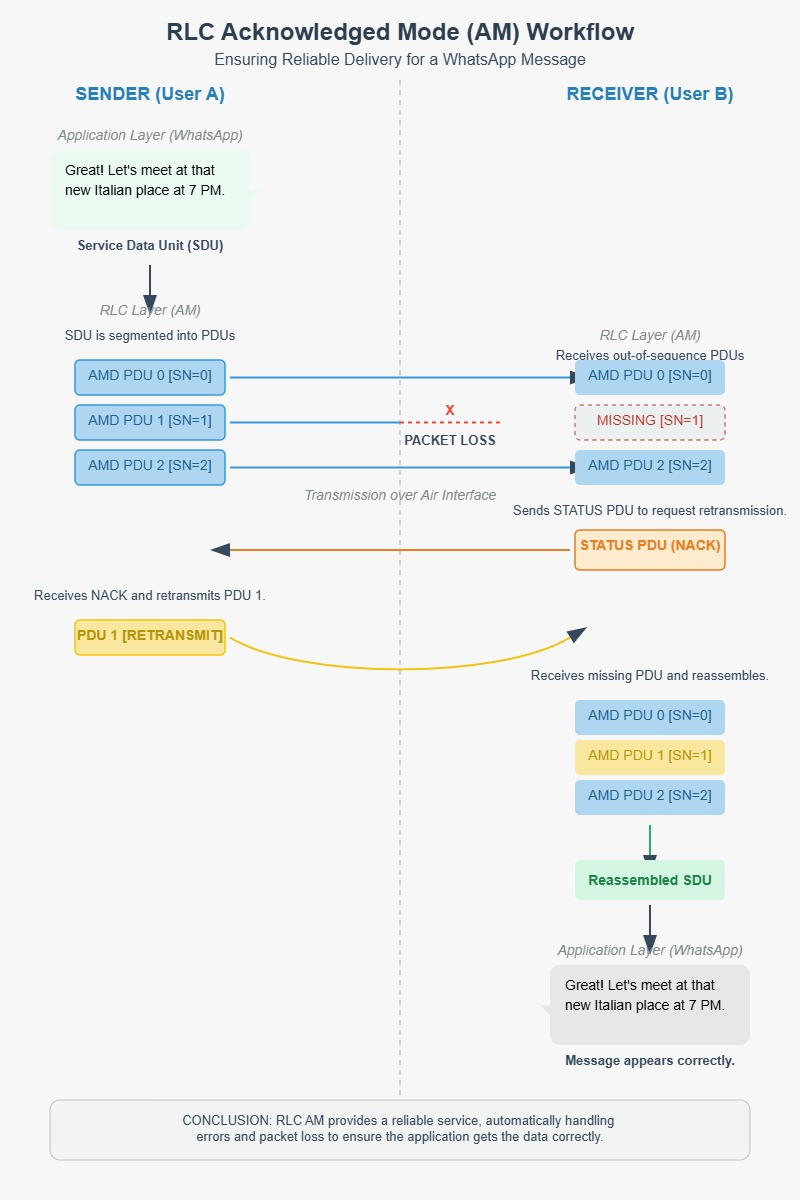 RLC Acknowledged Mode (AM) Workflow
Ensuring Reliable Delivery for a WhatsApp Message
SENDER (User A)
RECEIVER (User B)
Application Layer (WhatsApp)
Great! Let's meet at that
new Italian place at 7 PM.
Service Data Unit (SDU)
RLC Layer (AM)
SDU is segmented into PDUs
RLC Layer (AM)
Receives out-of-sequence PDUs
AMD PDU 0 [SN=0]
AMD PDU 0 [SN=0]
AMD PDU 1 [SN=1]
X
PACKET LOSS
MISSING [SN=1]
AMD PDU 2 [SN=2]
AMD PDU 2 [SN=2]
Transmission over Air Interface
Sends STATUS PDU to request retransmission.
STATUS PDU (NACK)
Receives NACK and retransmits PDU 1.
PDU 1 [RETRANSMIT]
Receives missing PDU and reassembles.
AMD PDU 0 [SN=0]
AMD PDU 1 [SN=1]
AMD PDU 2 [SN=2]
Reassembled SDU
Application Layer (WhatsApp)
Great! Let's meet at that
new Italian place at 7 PM.
Message appears correctly.
CONCLUSION: RLC AM provides a reliable service, automatically handling
errors and packet loss to ensure the application gets the data correctly.